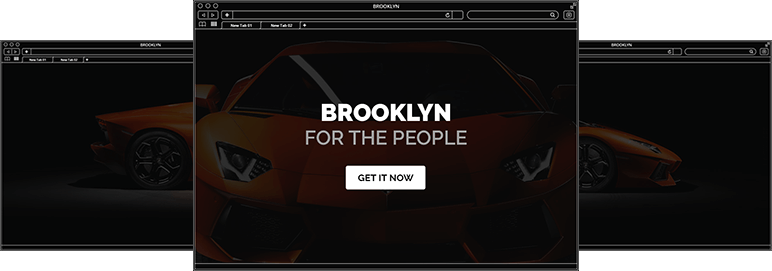 BROOKLYN
New Tab 01 New Tab 02
BROOKLYN
FOR THE PEOPLE
GET IT NOW
BROOKLYN
New Tab 01 New Tab 02
BROOKLYN